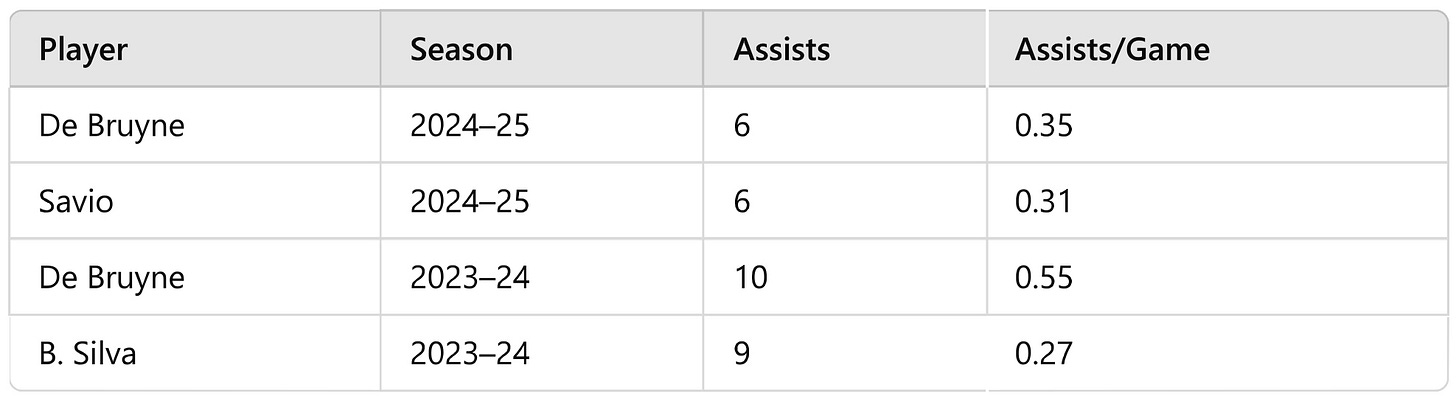 Player Season Assists Assists/Game
De Bruyne 2024–25 6 0.35
Savio 2024–25 6 0.31
De Bruyne 2023–24 10 0.55
B. Silva 2023–24 9 0.27